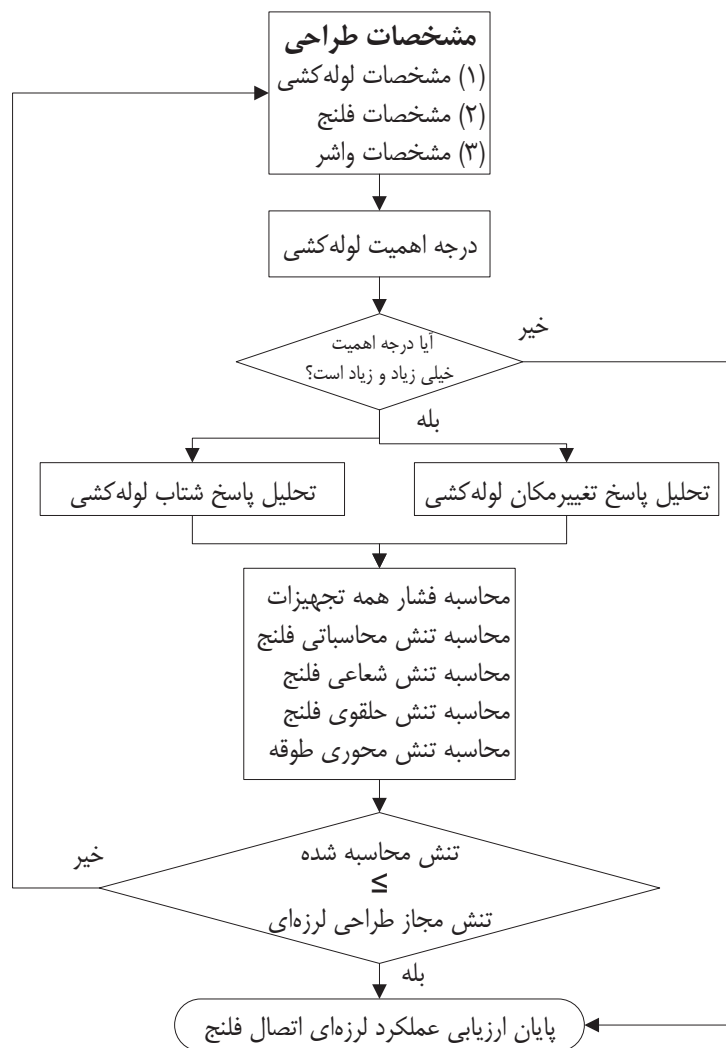 مشخصات طراحی
(۱) مشخصات لوله‌کشی
(۲) مشخصات فلنج
(۳) مشخصات واشر
درجه اهمیت لوله‌کشی
آیا درجه اهمیت
خیلی زیاد و زیاد است؟
خیر
بله
تحلیل پاسخ تغییرمکان لوله‌کشی
تحلیل پاسخ شتاب لوله‌کشی
محاسبه فشار همه تجهیزات
محاسبه تنش محاسباتی فلنج
محاسبه تنش شعاعی فلنج
محاسبه تنش حلقوی فلنج
محاسبه تنش محوری طوقه
تنش محاسبه شده
≤
تنش مجاز طراحی لرزه‌ای
خیر
بله
پایان ارزیابی عملکرد لرزه‌ای اتصال فلنج